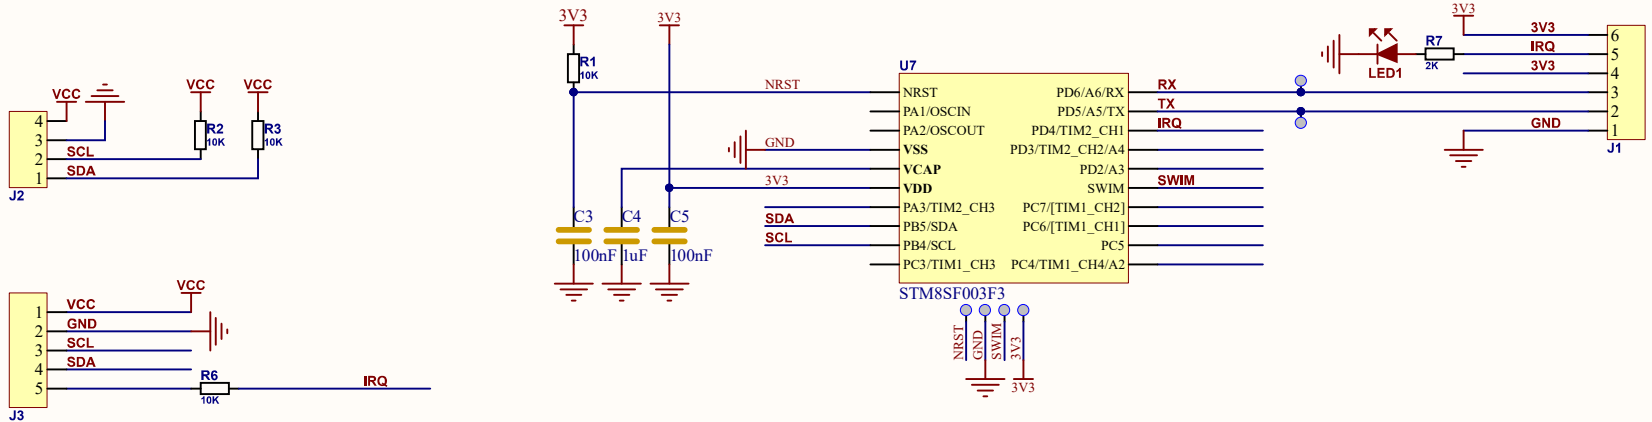 VCC
VCC
VCC
4
3
2
1
SCL
SDA
R2
10K
R3
10K
J2
VCC
1
2
3
4
5
VCC
GND
SCL
SDA
R6
10K
IRQ
J3
3V3
3V3
R1
10K
NRST
GND
3V3
SDA
SCL
C3
100nF
C4
1uF
C5
100nF
U7
NRST
PA1/OSCIN
PA2/OSCOUT
VSS
VCAP
VDD
PA3/TIM2_CH3
PB5/SDA
PB4/SCL
PC3/TIM1_CH3
PD6/A6/RX
PD5/A5/TX
PD4/TIM2_CH1
PD3/TIM2_CH2/A4
PD2/A3
SWIM
PC7/[TIM1_CH2]
PC6/[TIM1_CH1]
PC5
PC4/TIM1_CH4/A2
STM8SF003F3
NRST
GND
SWIM
3V3
3V3
RX
TX
IRQ
SWIM
3V3
LED1
R7
2K
3V3
IRQ
3V3
GND
6
5
4
3
2
1
J1